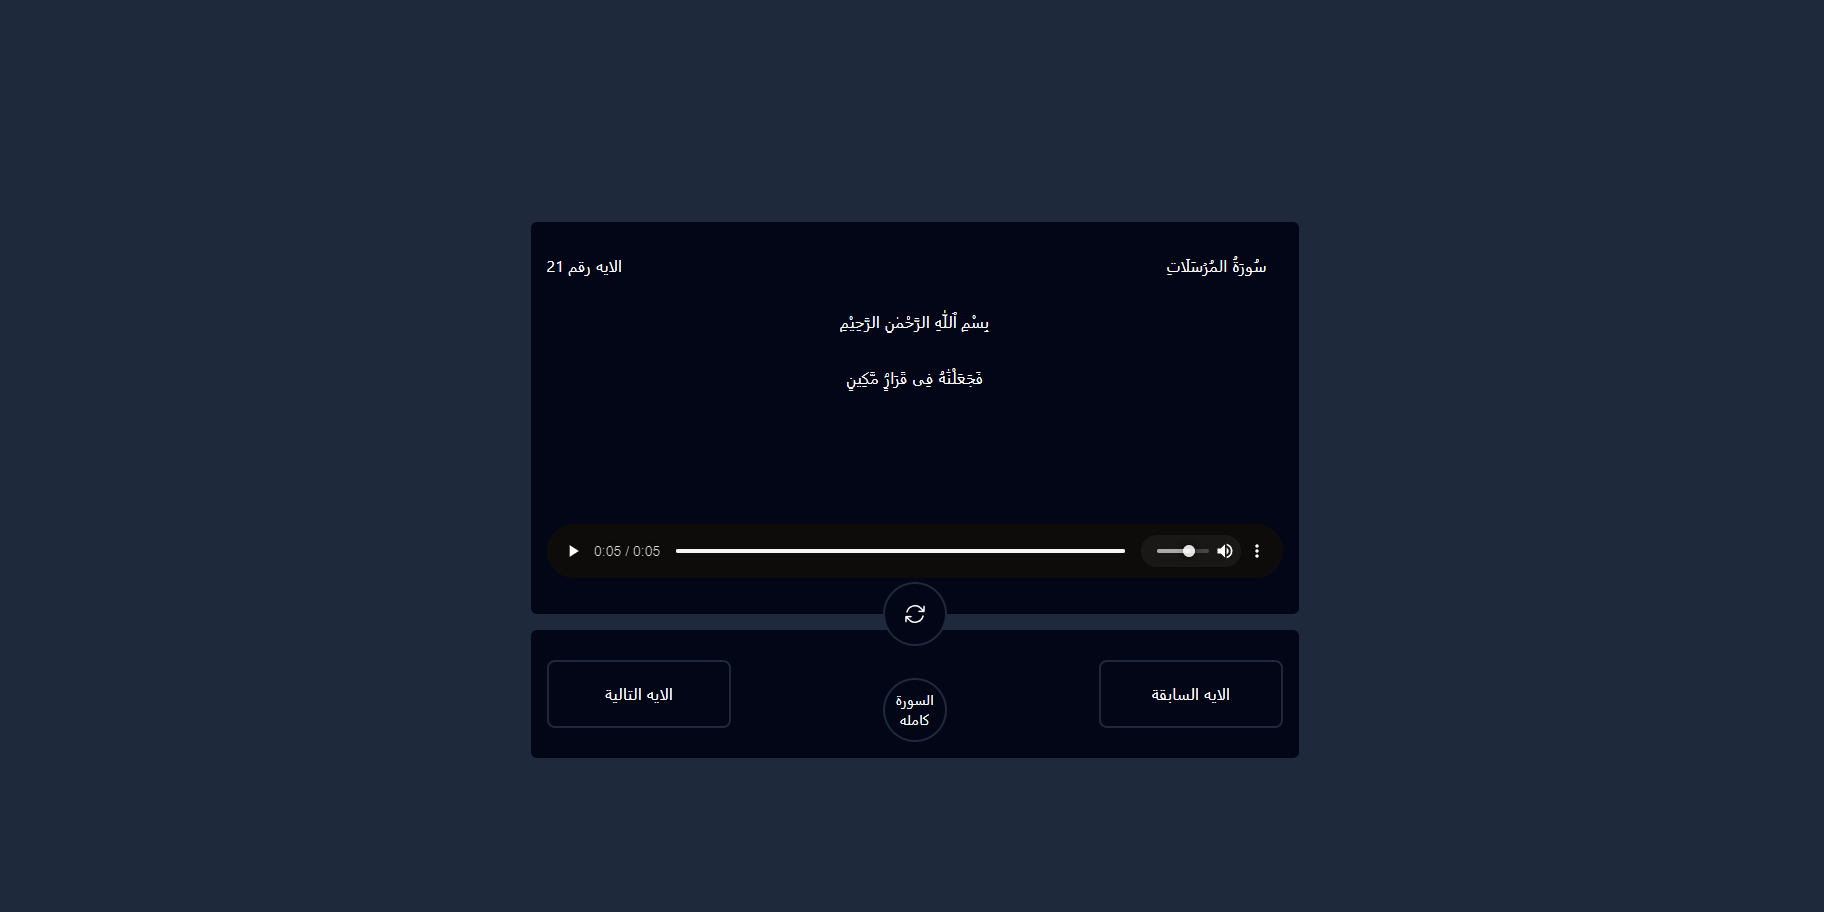 سُورَةُ المُرۡسَلَاتِ
الايه رقم 21
بِسْمِ ٱللَّهِ الرَّحْمَٰنِ الرَّحِيْمِ
فَجَعَلْنَٰهُ فِى قَرَارٍۢ مَّكِينٍ
0:05 / 0:05
الايه السابقة
السورة
كامله
الايه التالية